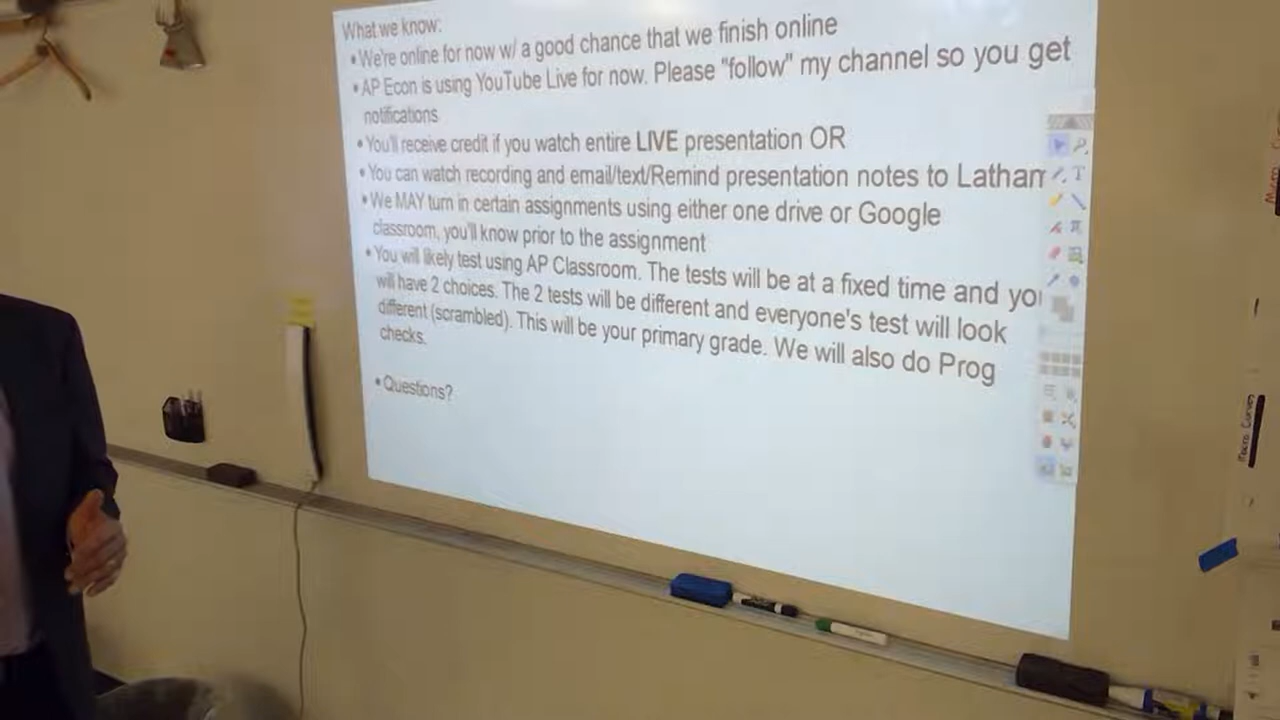 What we know:
• We're online for now w/ a good chance that we finish online
• AP Econ is using YouTube Live for now. Please "follow" my channel so you get
notifications
• You'll receive credit if you watch entire LIVE presentation OR
• You can watch recording and email/text/Remind presentation notes to Latham
• We MAY turn in certain assignments using either one drive or Google
classroom, you'll know prior to the assignment
• You will likely test using AP Classroom. The tests will be at a fixed time and you
will have 2 choices. The 2 tests will be different and everyone's test will look
different (scrambled). This will be your primary grade. We will also do Prog
checks.
• Questions?
Macro Curves